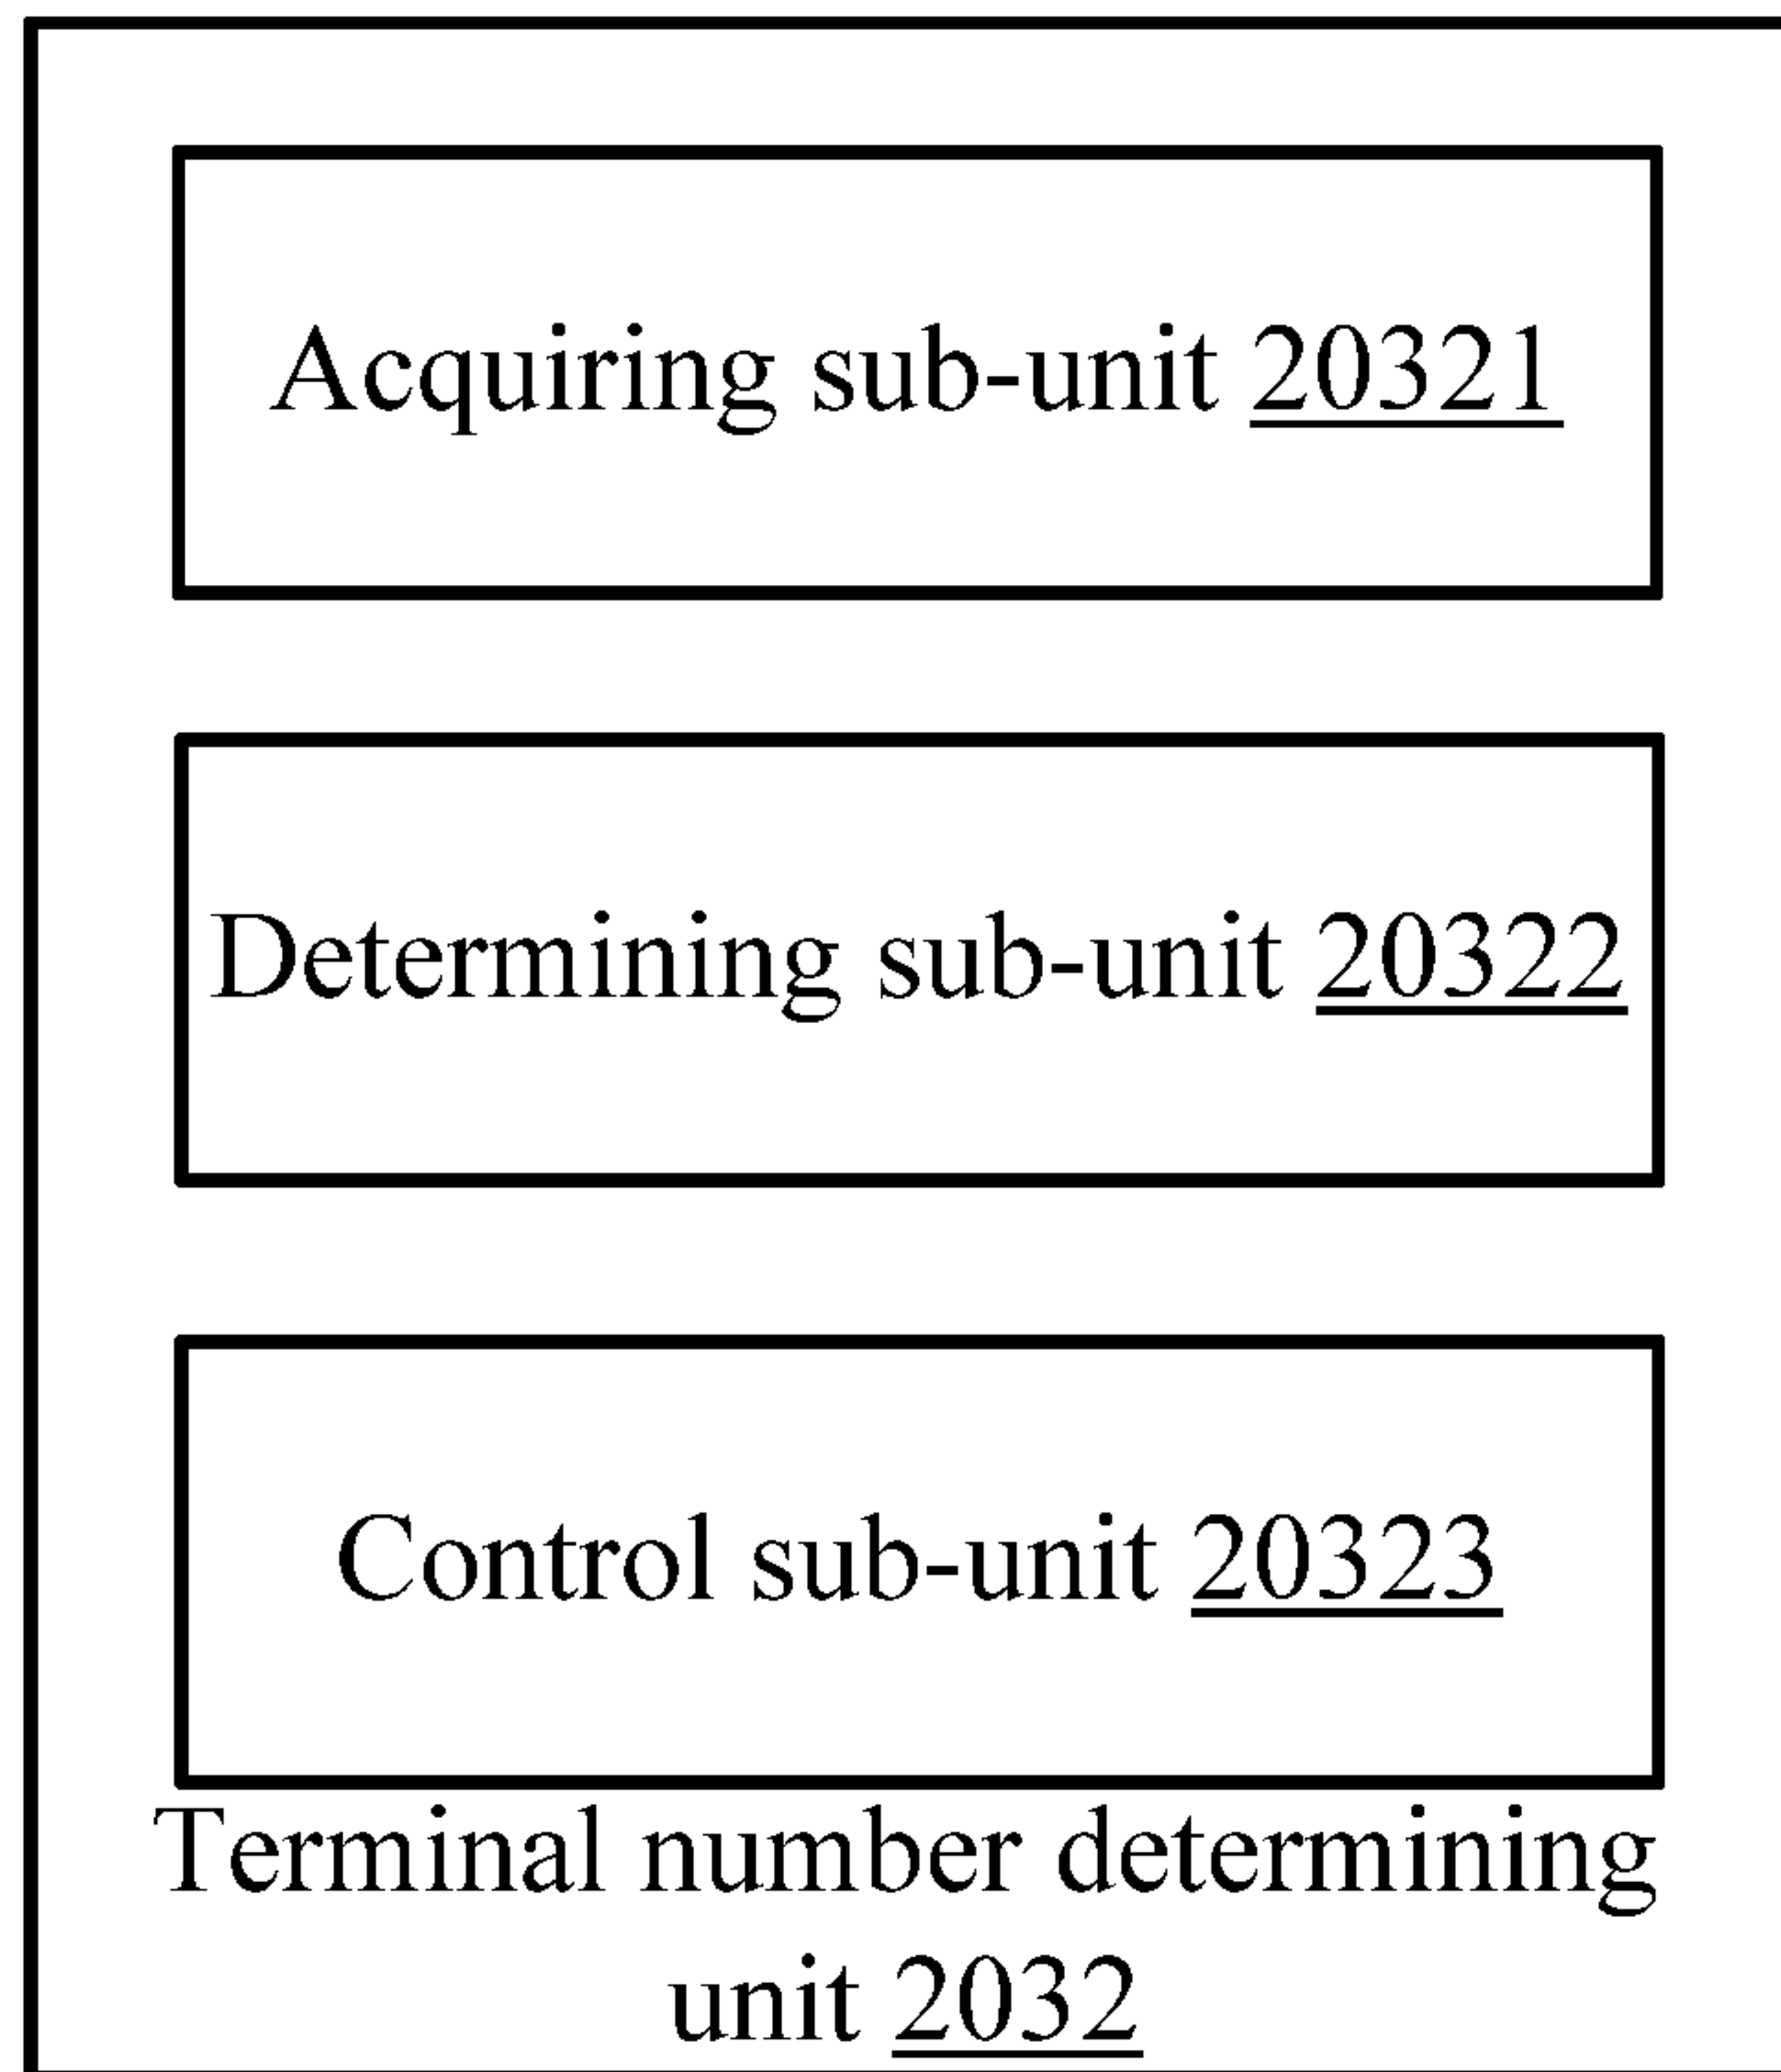 Acquiring sub-unit 20321
Determining sub-unit 20322
Control sub-unit 20323
Terminal number determining
unit 2032